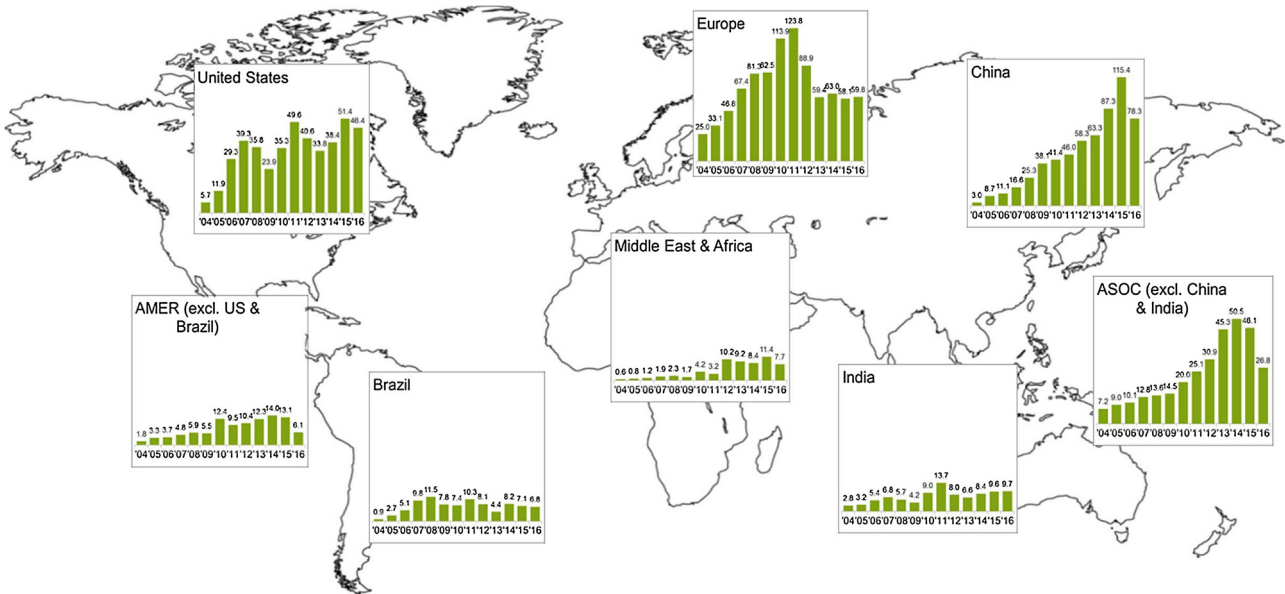 United States
5.7 11.9 29.3 39.3 35.8 23.9 35.3 49.6 40.6 33.8 38.4 51.4 46.4
'04 '05 '06 '07 '08 '09 '10 '11 '12 '13 '14 '15 '16
Europe
25.0 33.1 46.8 67.4 81.3 82.5 113.9 123.8 88.9 59.4 63.0 58.1 59.8
'04 '05 '06 '07 '08 '09 '10 '11 '12 '13 '14 '15 '16
China
3.0 8.7 11.1 16.6 25.3 38.1 41.4 46.0 58.3 63.3 87.3 115.4 78.3
'04 '05 '06 '07 '08 '09 '10 '11 '12 '13 '14 '15 '16
Middle East & Africa
0.6 0.8 1.2 1.9 2.3 1.7 4.2 3.2 10.2 9.2 8.4 11.4 7.7
'04 '05 '06 '07 '08 '09 '10 '11 '12 '13 '14 '15 '16
AMER (excl. US &
Brazil)
1.8 3.3 3.7 4.8 5.9 5.5 12.4 9.5 10.4 12.3 14.0 13.1 6.1
'04 '05 '06 '07 '08 '09 '10 '11 '12 '13 '14 '15 '16
ASOC (excl. China
& India)
7.2 9.0 10.1 12.8 13.6 14.5 20.0 25.1 30.9 45.3 50.5 46.1 26.8
'04 '05 '06 '07 '08 '09 '10 '11 '12 '13 '14 '15 '16
Brazil
0.9 2.7 5.1 9.8 11.5 7.8 7.4 10.3 8.1 4.4 8.2 7.1 6.8
'04 '05 '06 '07 '08 '09 '10 '11 '12 '13 '14 '15 '16
India
2.8 3.2 5.4 6.8 5.7 4.2 9.0 13.7 8.0 6.6 8.4 9.6 9.7
'04 '05 '06 '07 '08 '09 '10 '11 '12 '13 '14 '15 '16